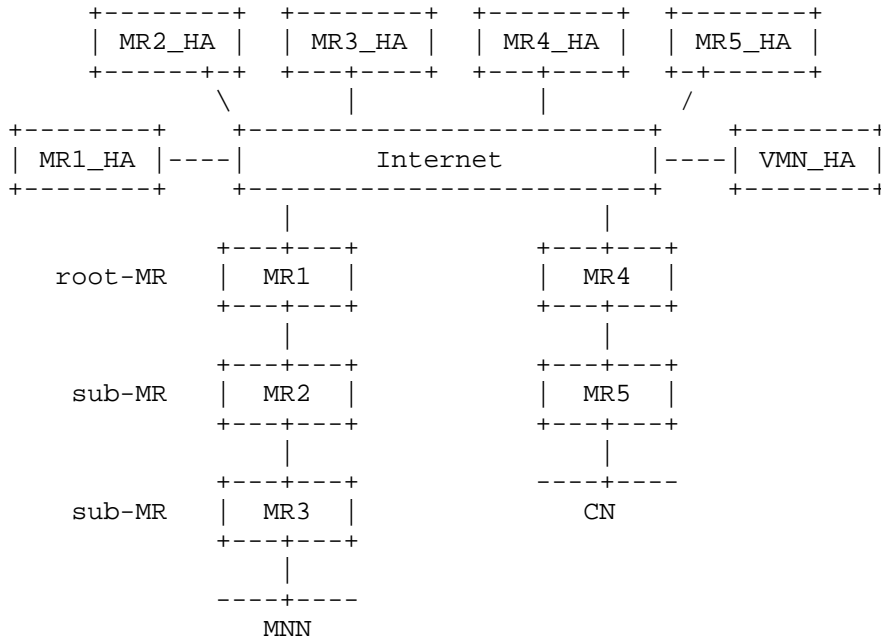 MR2_HA MR3_HA MR4_HA MR5_HA
MR1_HA Internet VMN_HA
root-MR MR1 MR4
sub-MR MR2 MR5
sub-MR MR3 CN
MNN